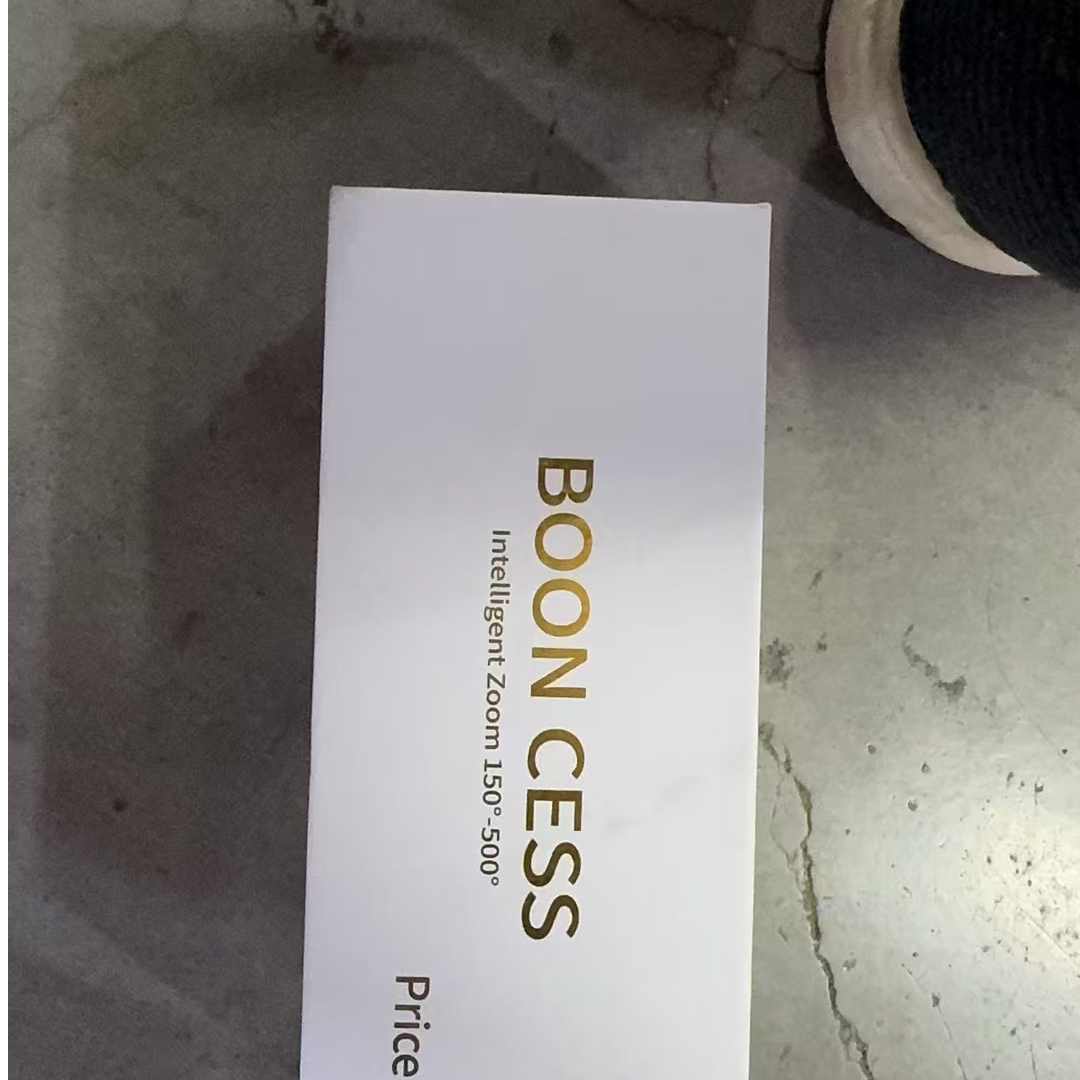 BOON CESS
Intelligent Zoom 150°-500°
Price